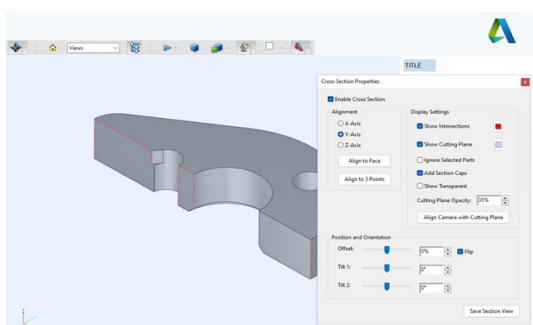 Views
TITLE
Cross Section Properties
Enable Cross Section
Alignment
X-Axis
Y-Axis
Z-Axis
Align to Face
Align to 3 Points
Display Settings
Show Intersections
Show Cutting Plane
Ignore Selected Parts
Add Section Caps
Show Transparent
Cutting Plane Opacity: 35%
Align Camera with Cutting Plane
Position and Orientation
Offset: 0% Flip
Tilt 1: 0°
Tilt 2: 0°
Save Section View